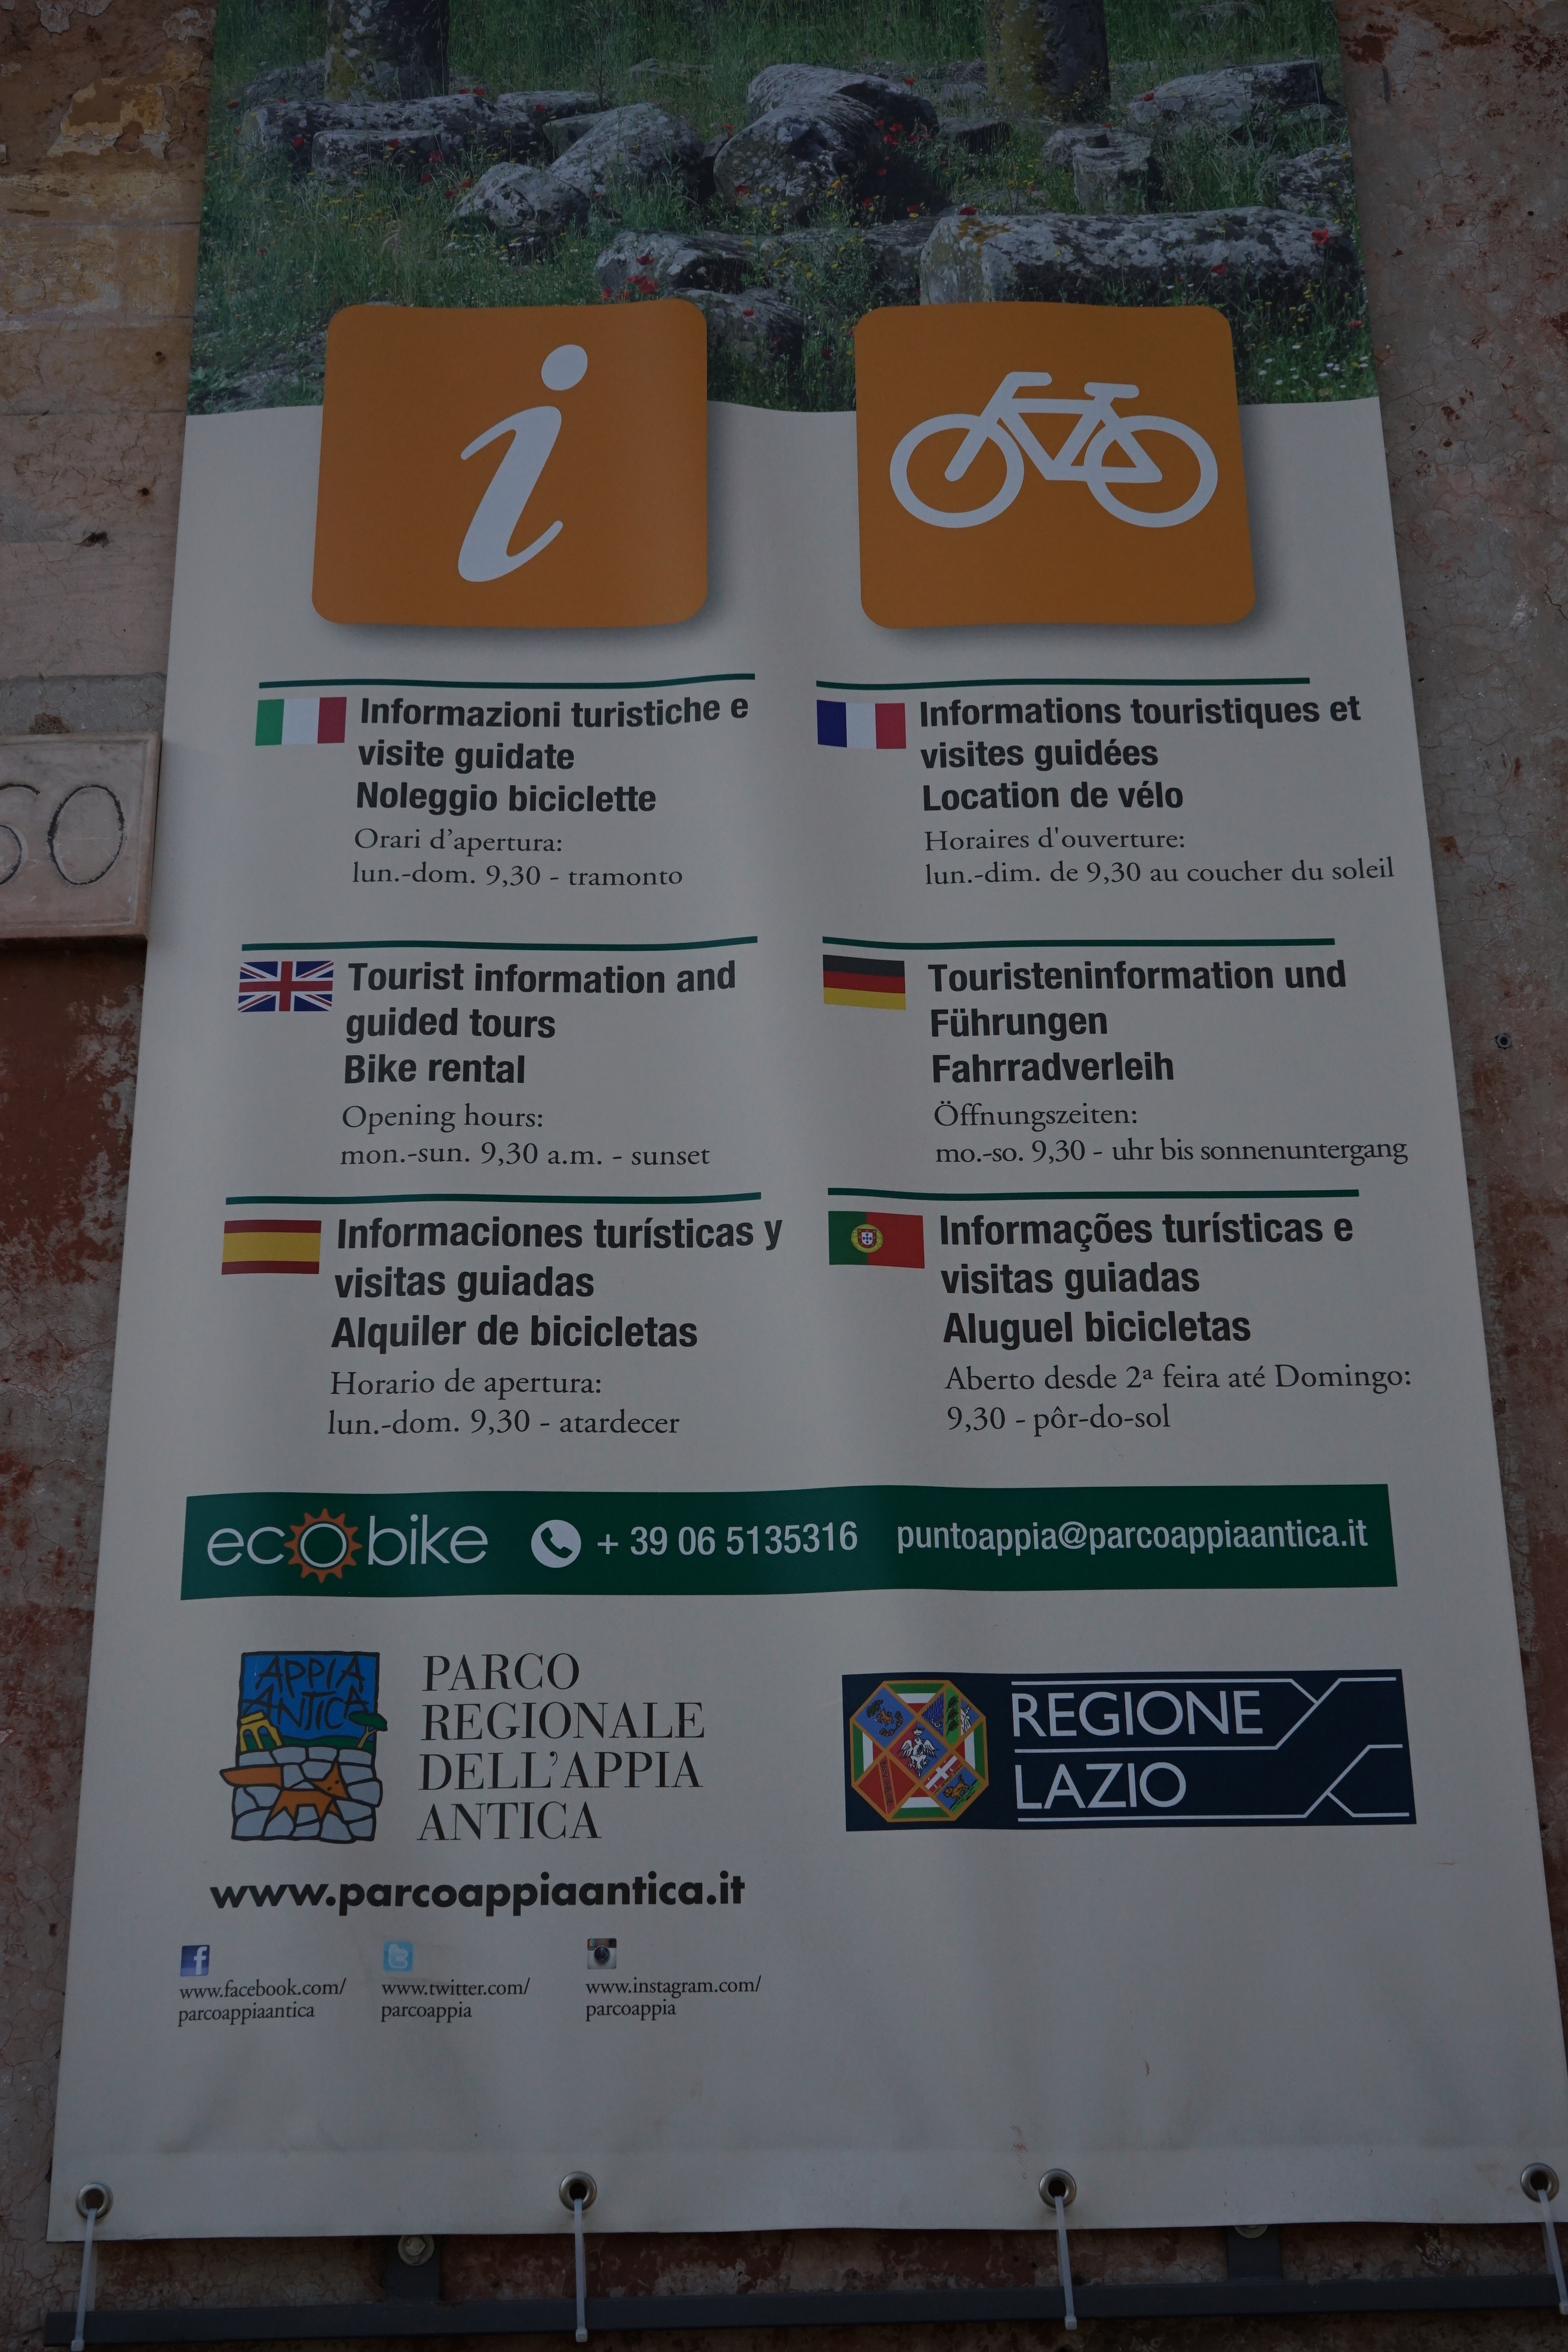 i
60
Informazioni turistiche e
visite guidate
Noleggio biciclette
Orari d'apertura:
lun.-dom. 9,30 - tramonto
Informations touristiques et
visites guidées
Location de vélo
Horaires d'ouverture:
lun.-dim. de 9,30 au coucher du soleil
Tourist information and
guided tours
Bike rental
Opening hours:
mon.-sun. 9,30 a.m. - sunset
Touristeninformation und
Führungen
Fahrradverleih
Öffnungszeiten:
mo.-so. 9,30 - uhr bis sonnenuntergang
Informaciones turísticas y
visitas guiadas
Alquiler de bicicletas
Horario de apertura:
lun.-dom. 9,30 - atardecer
Informações turísticas e
visitas guiadas
Aluguel bicicletas
Aberto desde 2ª feira até Domingo:
9,30 - pôr-do-sol
ecobike + 39 06 5135316 puntoappia@parcoappiaantica.it
APPIA
ANTICA
PARCO
REGIONALE
DELL'APPIA
ANTICA
REGIONE
LAZIO
www.parcoappiaantica.it
www.facebook.com/
parcoappiaantica
www.twitter.com/
parcoappia
www.instagram.com/
parcoappia